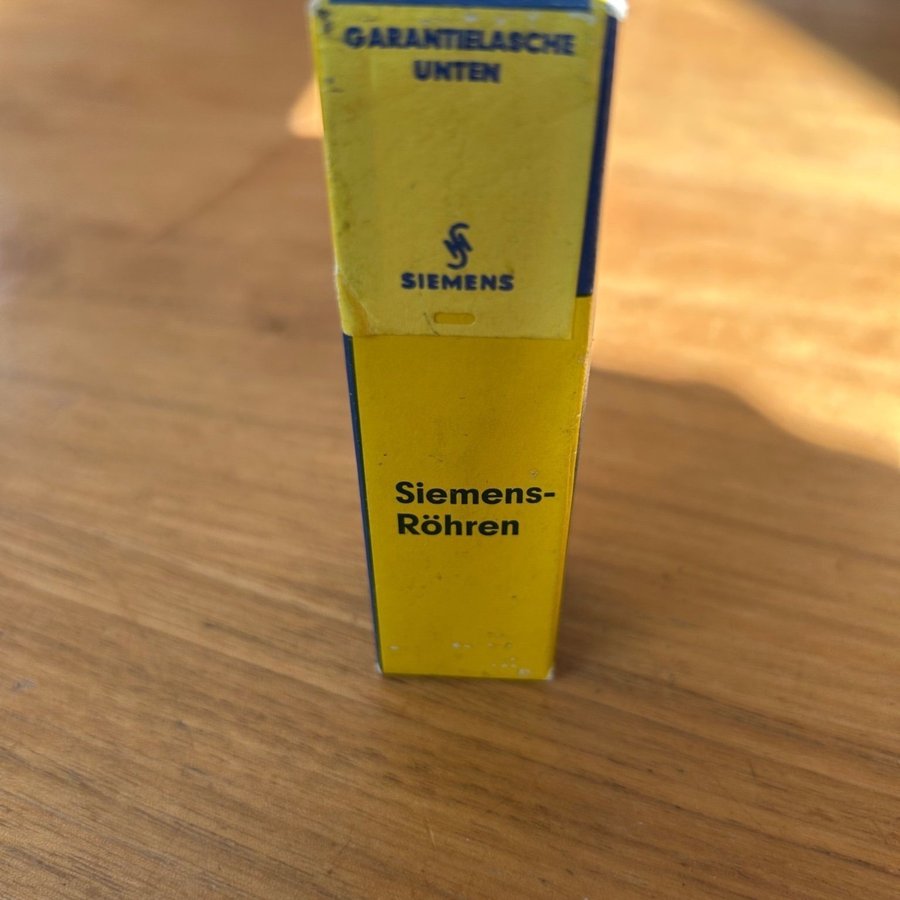 GARANTIELASCHE
UNTEN
SIEMENS
Siemens-
Röhren